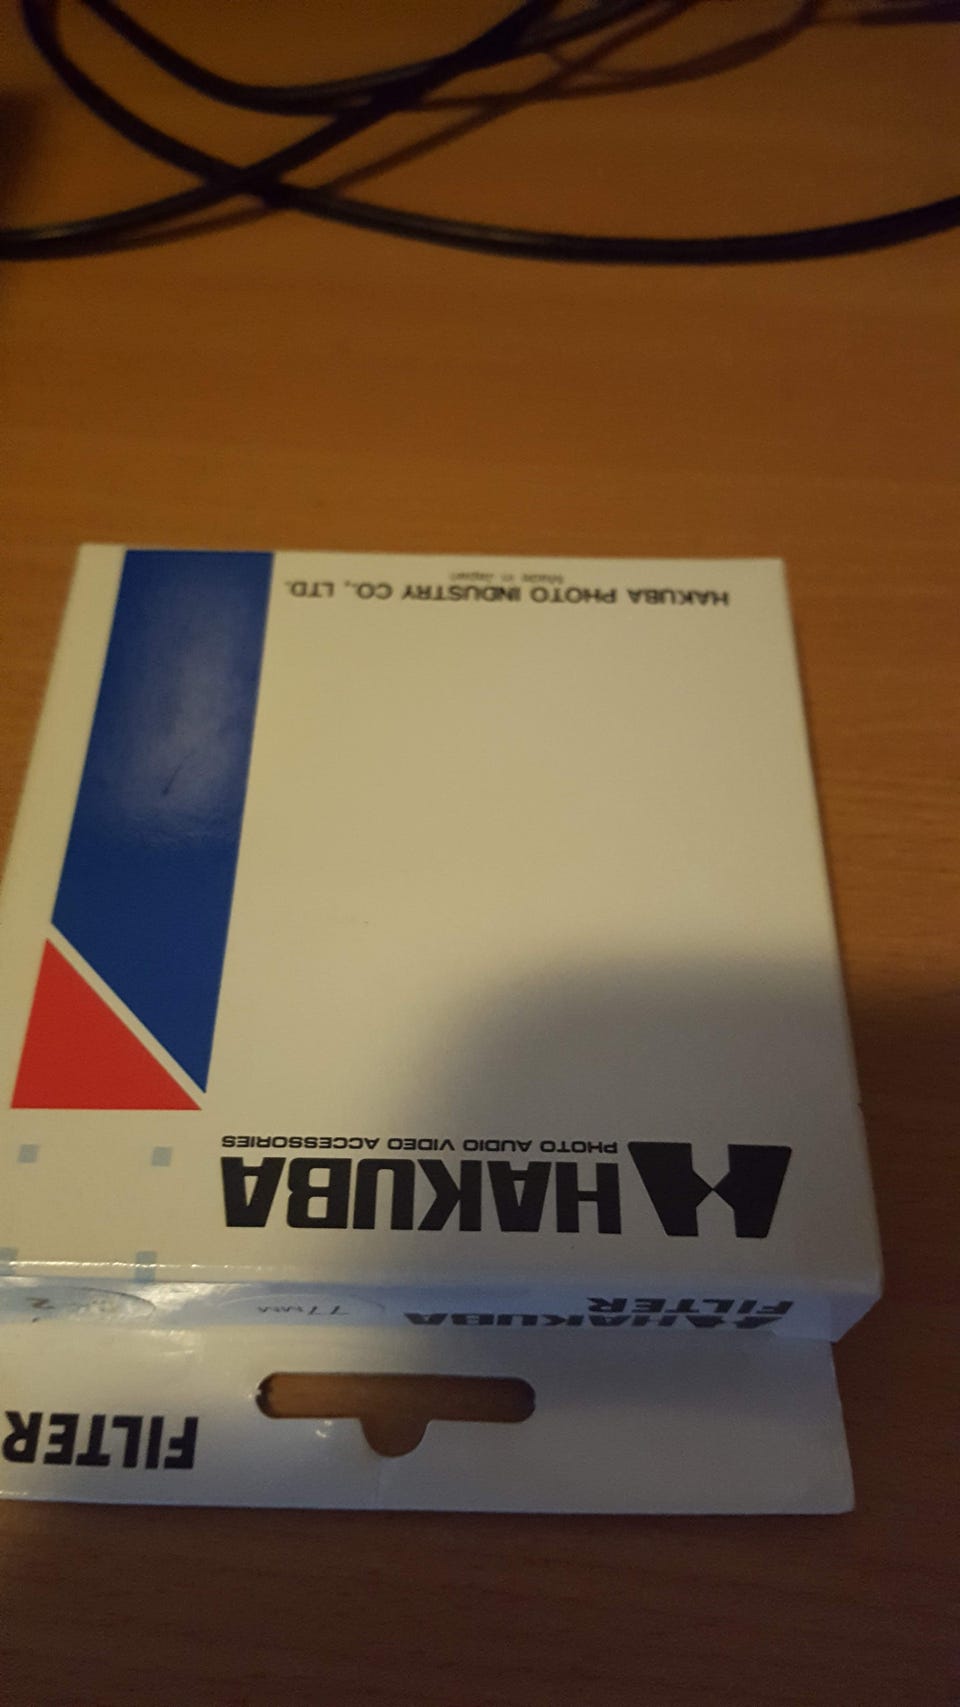 FILTER
HAKUBA
FILTER
77MM
HAKUBA
PHOTO AUDIO VIDEO ACCESSORIES
HAKUBA PHOTO INDUSTRY CO., LTD.
Made in Japan